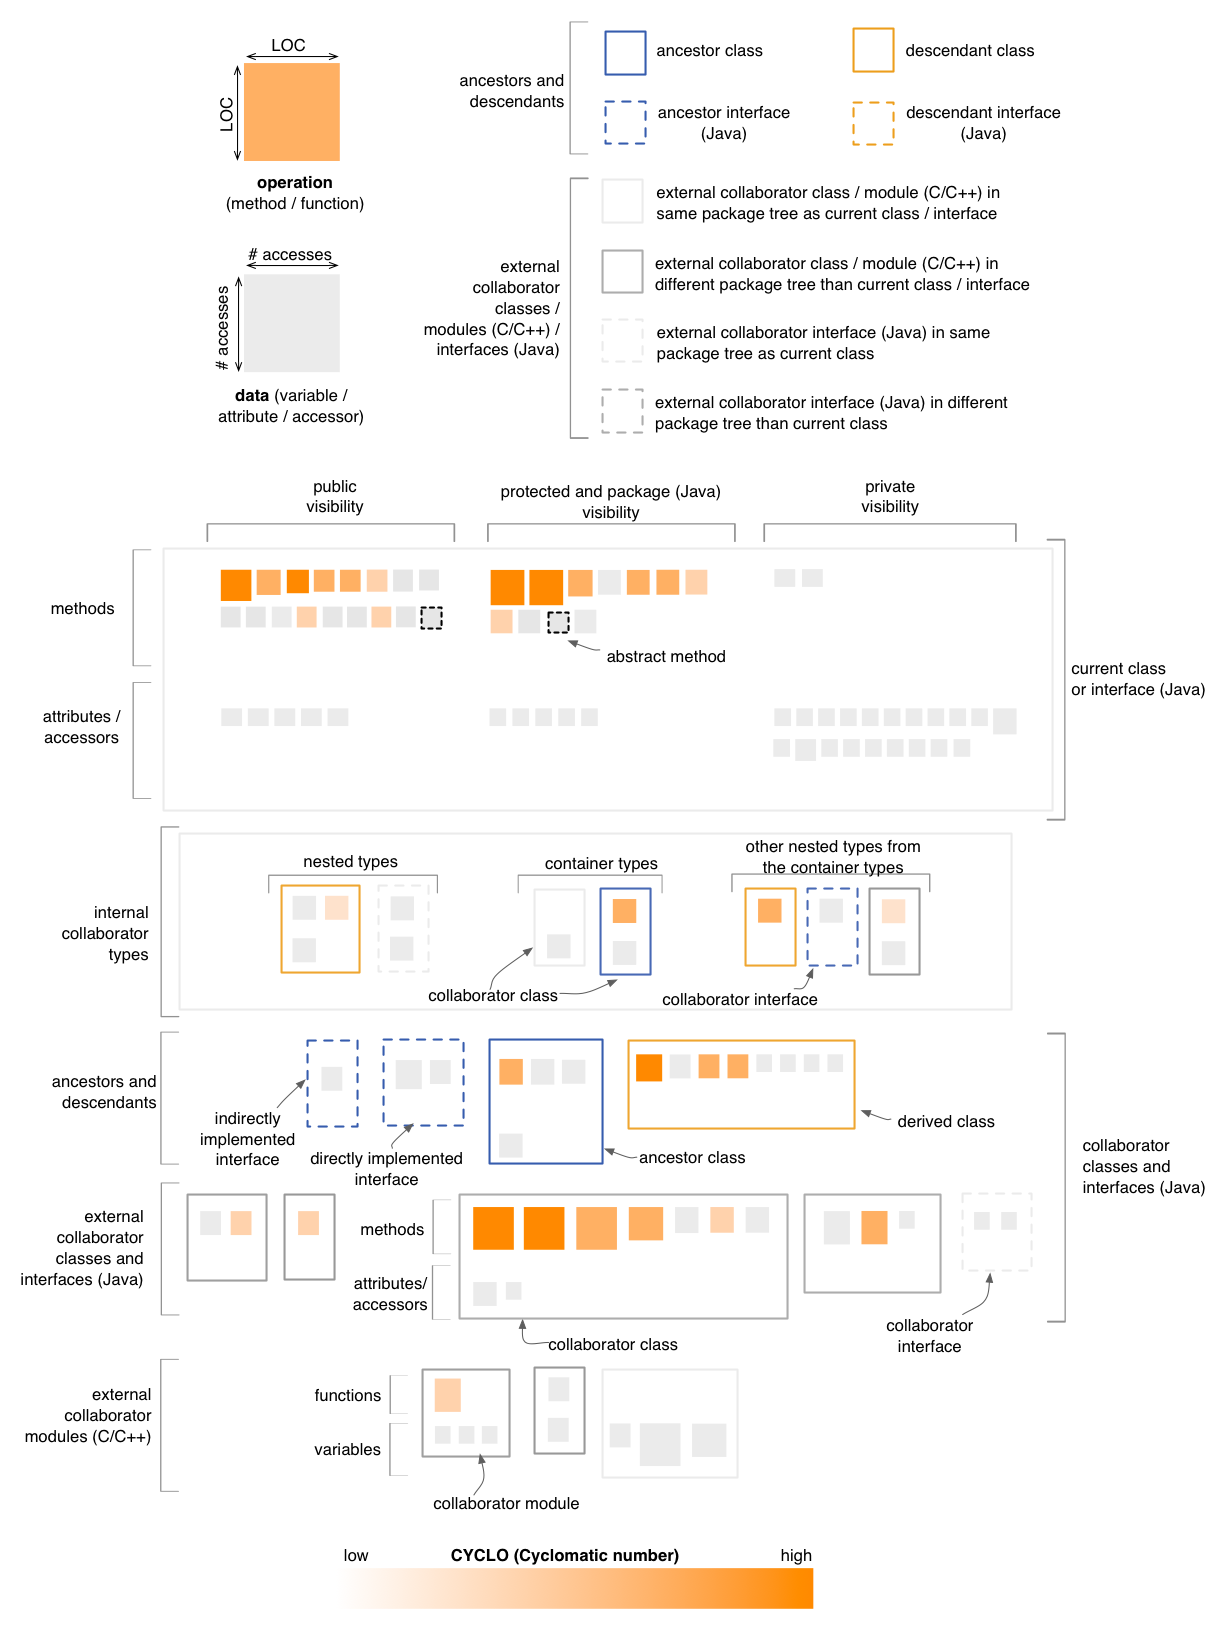 LOC
LOC
operation
(method / function)
# accesses
# accesses
data (variable /
attribute / accessor)
ancestors and
descendants
ancestor class
descendant class
ancestor interface
(Java)
descendant interface
(Java)
external
collaborator
classes /
modules (C/C++) /
interfaces (Java)
external collaborator class / module (C/C++) in
same package tree as current class / interface
external collaborator class / module (C/C++) in
different package tree than current class / interface
external collaborator interface (Java) in same
package tree as current class
external collaborator interface (Java) in different
package tree than current class
public
visibility
protected and package (Java)
visibility
private
visibility
methods
abstract method
attributes /
accessors
current class
or interface (Java)
internal
collaborator
types
nested types
container types
other nested types from
the container types
collaborator class
collaborator interface
ancestors and
descendants
indirectly
implemented
interface
directly implemented
interface
ancestor class
derived class
collaborator
classes and
interfaces (Java)
external
collaborator
classes and
interfaces (Java)
methods
attributes/
accessors
collaborator class
collaborator
interface
external
collaborator
modules (C/C++)
functions
variables
collaborator module
low
CYCLO (Cyclomatic number)
high